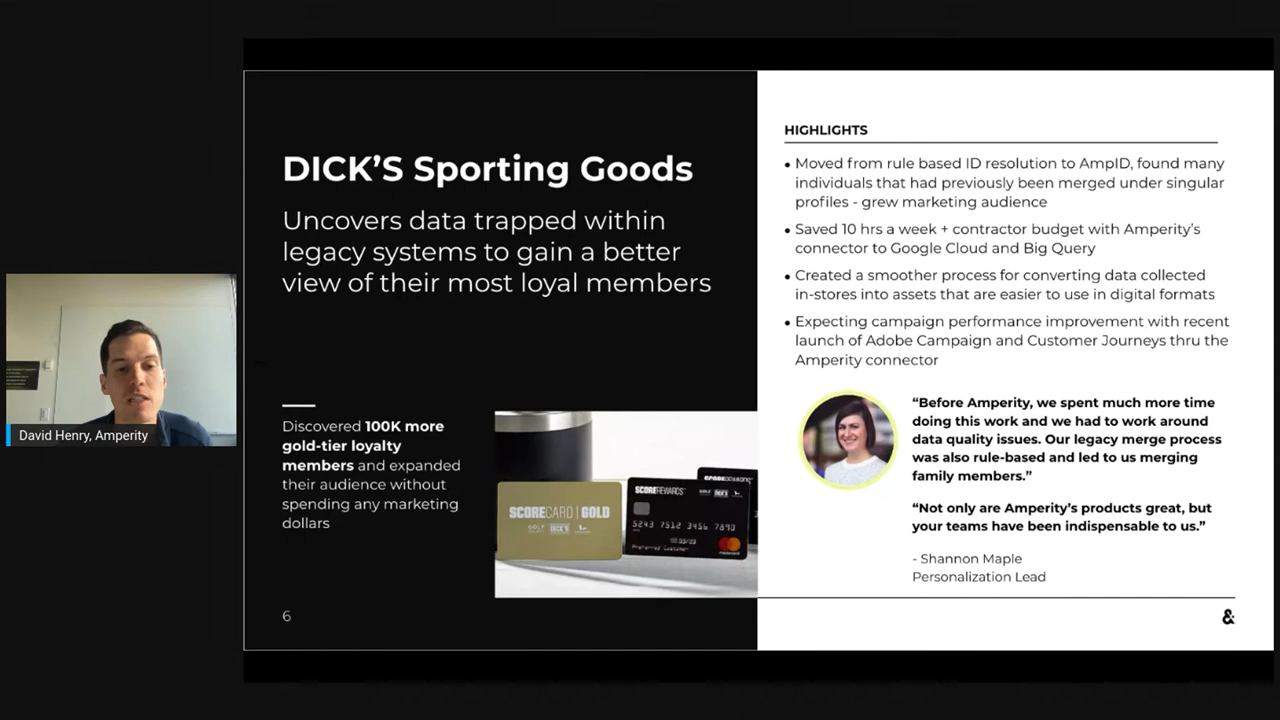 DICK'S Sporting Goods
Uncovers data trapped within
legacy systems to gain a better
view of their most loyal members
Discovered 100K more
gold-tier loyalty
members and expanded
their audience without
spending any marketing
dollars
SCORECARD | GOLD
SCOREREWARDS
5243 7512 3456 7890
Preferred Customer
mastercard
6
HIGHLIGHTS
• Moved from rule based ID resolution to AmpID, found many
individuals that had previously been merged under singular
profiles - grew marketing audience
• Saved 10 hrs a week + contractor budget with Amperity's
connector to Google Cloud and Big Query
• Created a smoother process for converting data collected
in-stores into assets that are easier to use in digital formats
• Expecting campaign performance improvement with recent
launch of Adobe Campaign and Customer Journeys thru the
Amperity connector
“Before Amperity, we spent much more time
doing this work and we had to work around
data quality issues. Our legacy merge process
was also rule-based and led to us merging
family members.”
“Not only are Amperity's products great, but
your teams have been indispensable to us.”
- Shannon Maple
Personalization Lead
&
David Henry, Amperity